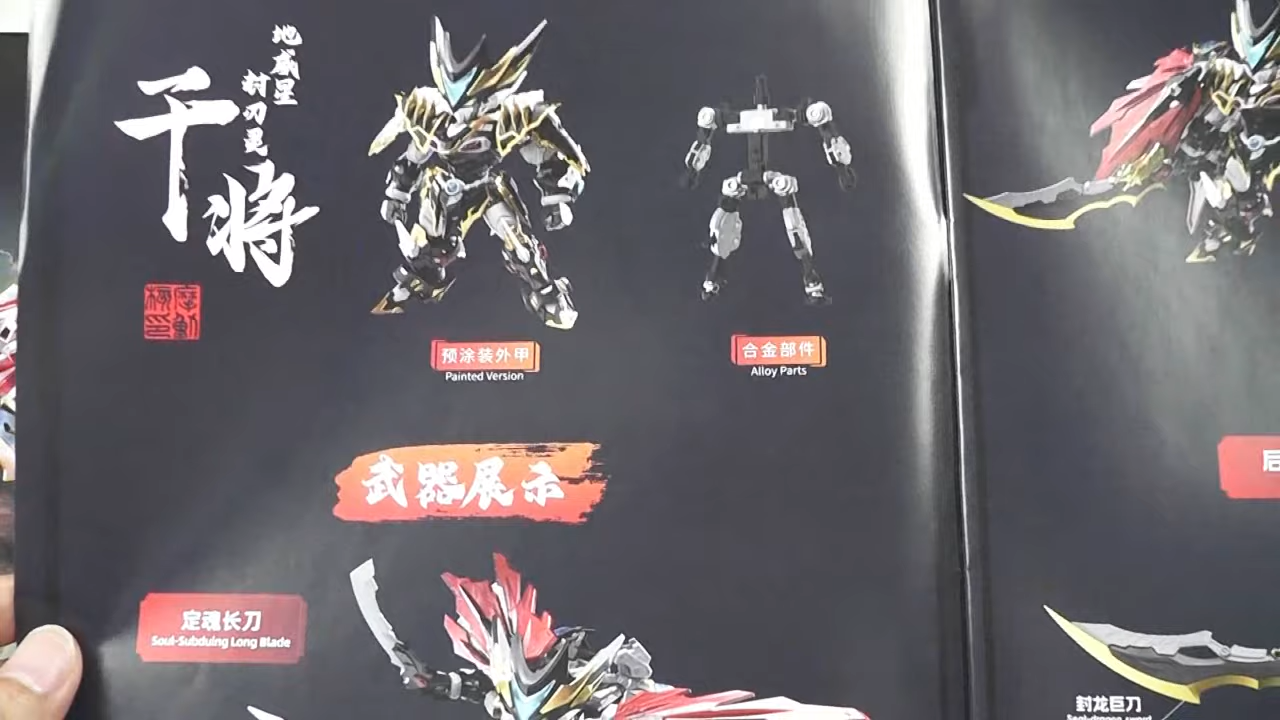 地威星
封刃灵
干将
预涂装外甲
Painted Version
合金部件
Alloy Parts
武器展示
定魂长刀
Soul-Subduing Long Blade
后
封龙巨刀